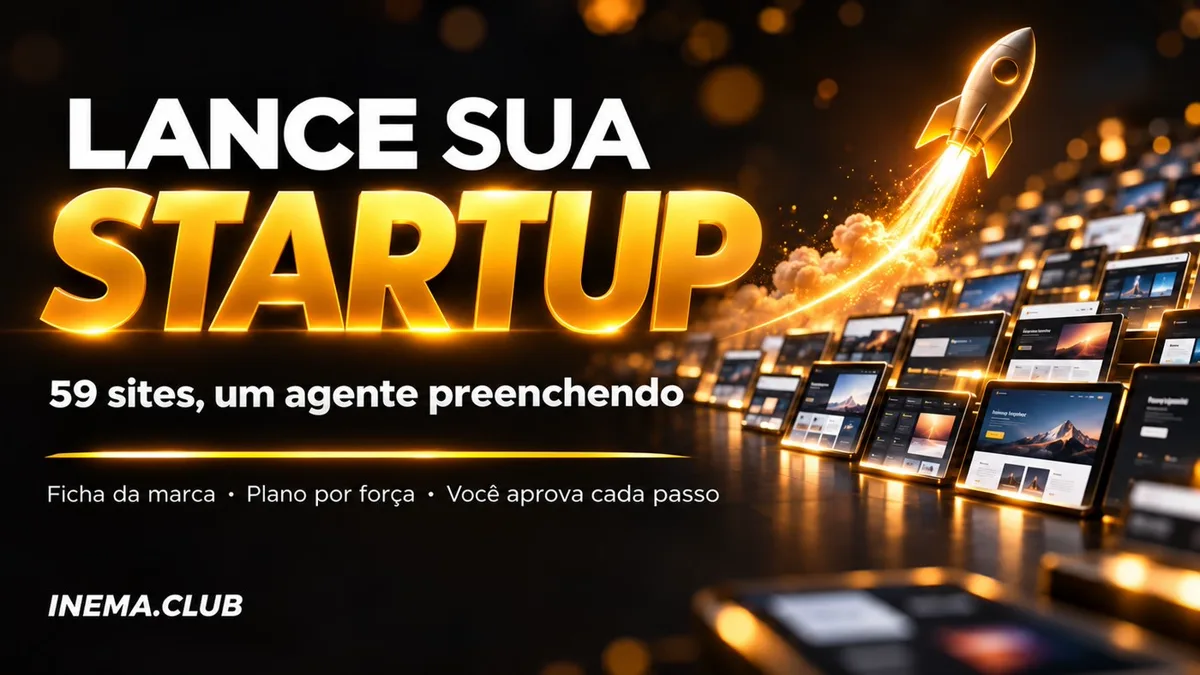 LANCE SUA
STARTUP
59 sites, um agente preenchendo
Ficha da marca • Plano por força • Você aprova cada passo
INEMA.CLUB